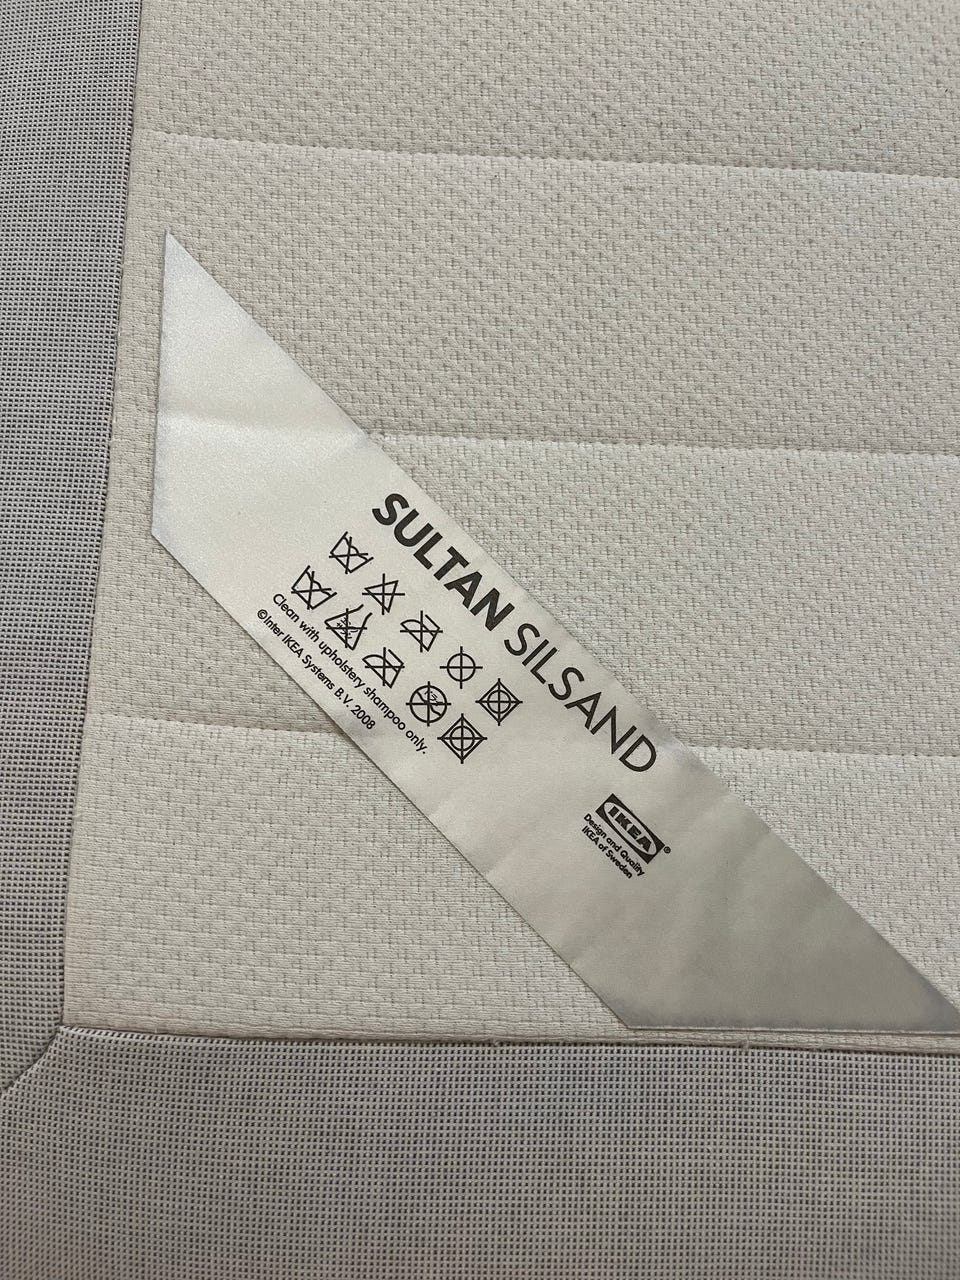 SULTAN SILSAND
Clean with upholstery shampoo only.
©Inter IKEA Systems B.V. 2008
IKEA®
Design and Quality
IKEA of Sweden